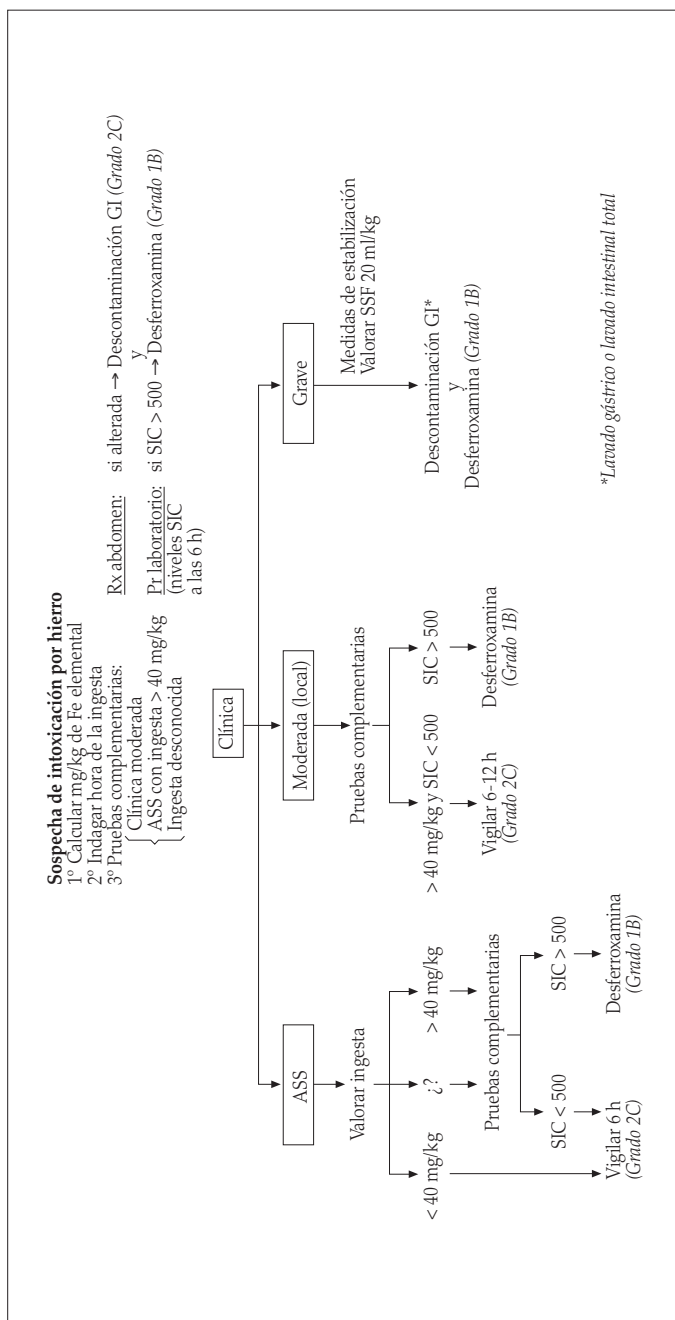 Sospecha de intoxicación por hierro
1º Calcular mg/kg de Fe elemental
2º Indagar hora de la ingesta
3º Pruebas complementarias:
Clínica moderada
ASS con ingesta > 40 mg/kg
Ingesta desconocida
Rx abdomen: si alterada → Descontaminación GI (Grado 2C)
y
Pr laboratorio: si SIC > 500 → Desferroxamina (Grado 1B)
(niveles SIC
a las 6 h)
Clínica
ASS
Valorar ingesta
< 40 mg/kg
¿?
> 40 mg/kg
Pruebas complementarias
SIC < 500
SIC > 500
Vigilar 6 h
(Grado 2C)
Desferroxamina
(Grado 1B)
Moderada (local)
Pruebas complementarias
> 40 mg/kg y SIC < 500
SIC > 500
Vigilar 6-12 h
(Grado 2C)
Desferroxamina
(Grado 1B)
Grave
Medidas de estabilización
Valorar SSF 20 ml/kg
Descontaminación GI*
y
Desferroxamina (Grado 1B)
*Lavado gástrico o lavado intestinal total